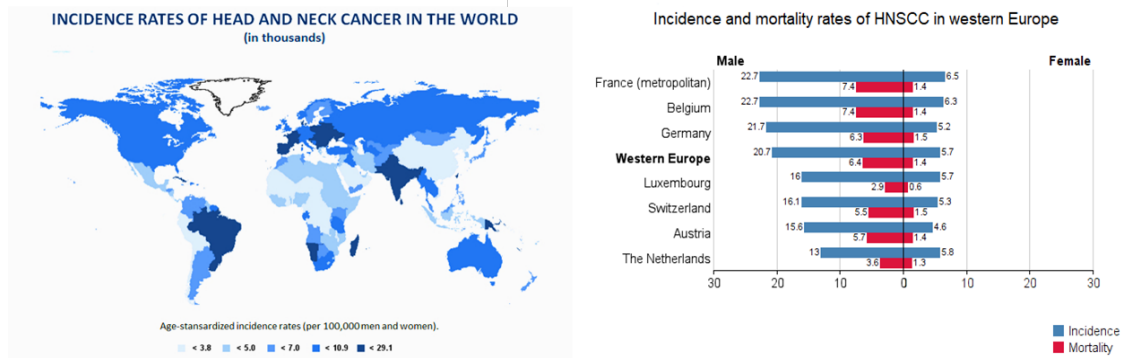 INCIDENCE RATES OF HEAD AND NECK CANCER IN THE WORLD
(in thousands)
Age-stansardized incidence rates (per 100,000 men and women).
< 3.8 < 5.0 < 7.0 < 10.9 < 29.1
Incidence and mortality rates of HNSCC in western Europe
Male Female
France (metropolitan) 22.7 6.5
7.4 1.4
Belgium 22.7 6.3
7.4 1.4
Germany 21.7 5.2
6.3 1.5
Western Europe 20.7 5.7
6.4 1.4
Luxembourg 16 5.7
2.9 0.6
Switzerland 16.1 5.3
5.5 1.5
Austria 15.6 4.6
5.7 1.4
The Netherlands 13 5.8
3.6 1.3
30 20 10 0 10 20 30
Incidence
Mortality